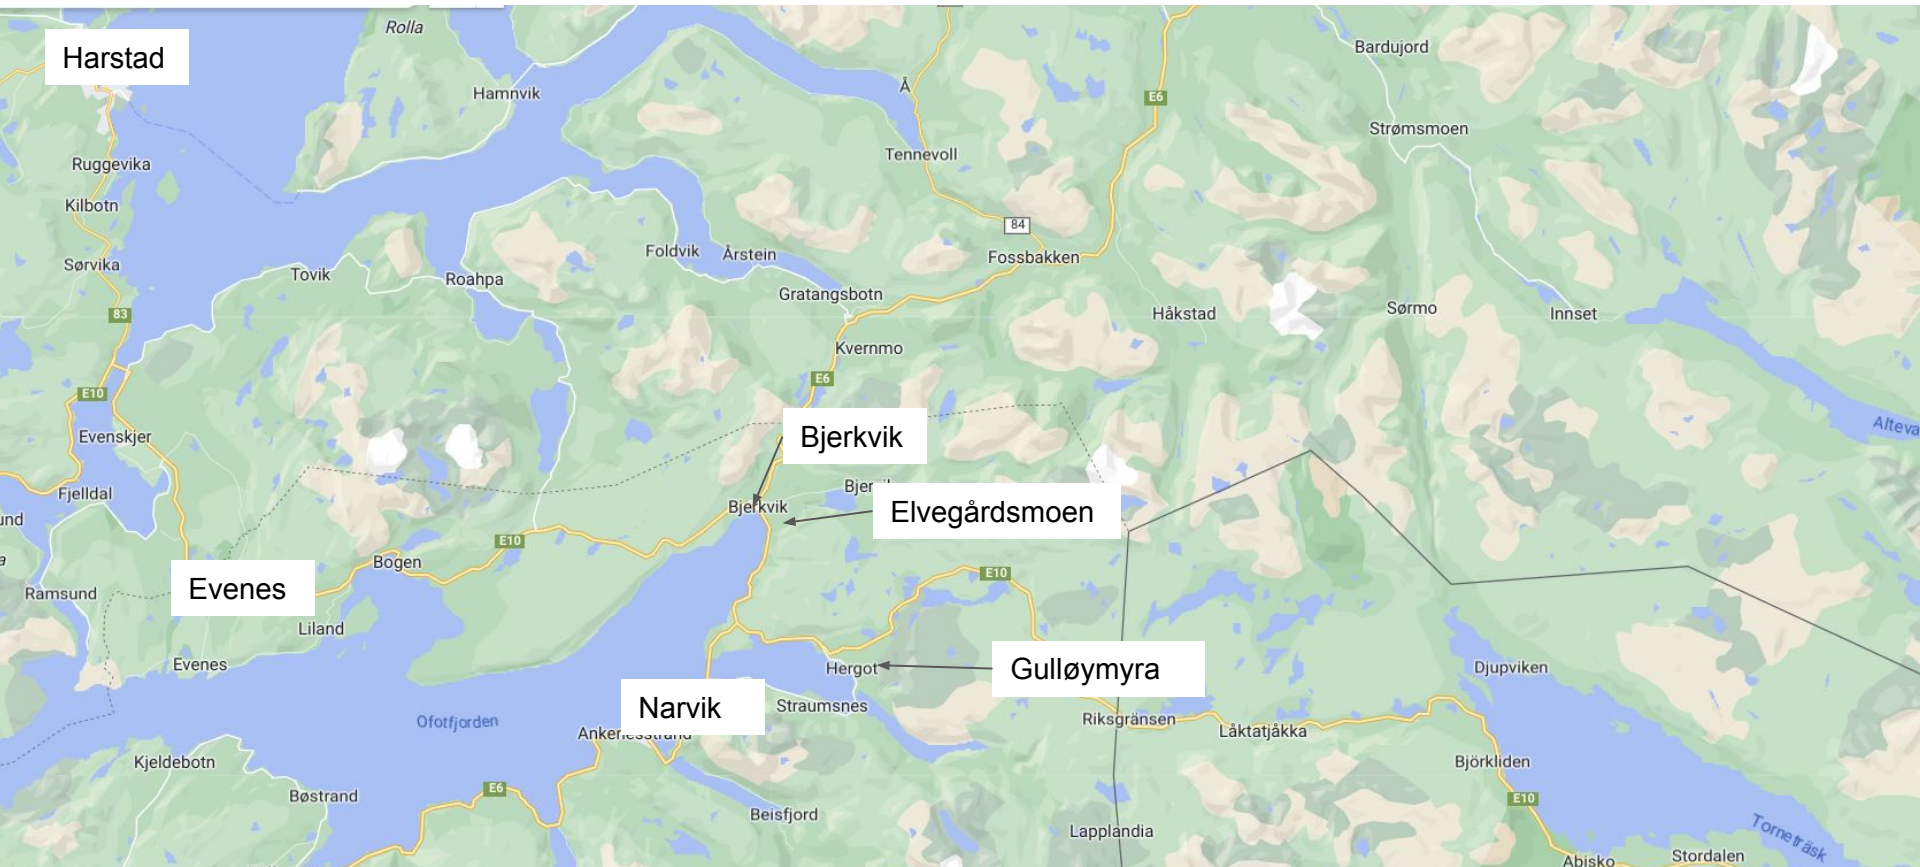 Rolla
Harstad
Bardujord
Hamnvik
Å
E6
Strømsmoen
Tennevoll
Ruggevika
Kilbotn
84
Foldvik
Årstein
Fossbakken
Sørvika
Tovik
Roahpa
Gratangsbotn
Håkstad
Sørmo
Innset
83
Kvernmo
E6
E10
Alteva
Evenskjer
Bjerkvik
Fjelldal
Bjerkvik
Elvegårdsmoen
und
E10
Bogen
E10
Evenes
Ramsund
Liland
Evenes
Hergot
Gulløymyra
Djupviken
Narvik
Straumsnes
Ofotfjorden
Riksgränsen
Låktatjåkka
Ankenesstrand
Kjeldebotn
Björkliden
E6
Bøstrand
E10
Beisfjord
Lapplandia
Torneträsk
Abisko
Stordalen